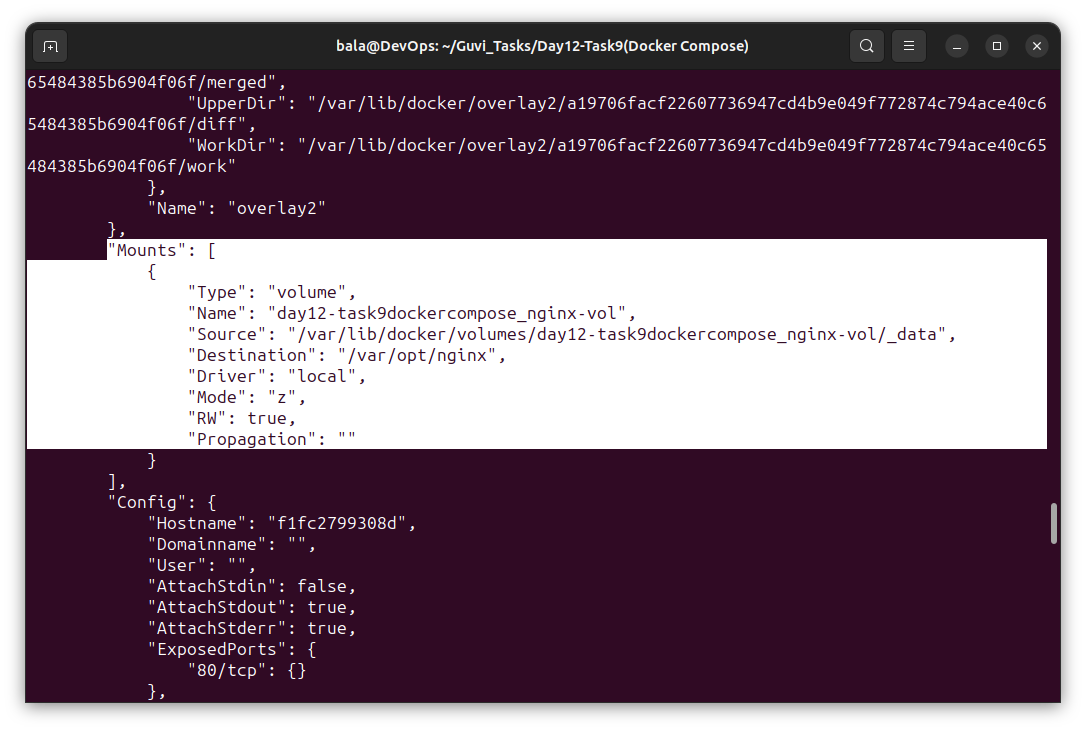 bala@DevOps: ~/Guvi_Tasks/Day12-Task9(Docker Compose)
65484385b6904f06f/merged",
                "UpperDir": "/var/lib/docker/overlay2/a19706facf22607736947cd4b9e049f772874c794ace40c6
5484385b6904f06f/diff",
                "WorkDir": "/var/lib/docker/overlay2/a19706facf22607736947cd4b9e049f772874c794ace40c65
484385b6904f06f/work"
            },
            "Name": "overlay2"
        },
        "Mounts": [
            {
                "Type": "volume",
                "Name": "day12-task9dockercompose_nginx-vol",
                "Source": "/var/lib/docker/volumes/day12-task9dockercompose_nginx-vol/_data",
                "Destination": "/var/opt/nginx",
                "Driver": "local",
                "Mode": "z",
                "RW": true,
                "Propagation": ""
            }
        ],
        "Config": {
            "Hostname": "f1fc2799308d",
            "Domainname": "",
            "User": "",
            "AttachStdin": false,
            "AttachStdout": true,
            "AttachStderr": true,
            "ExposedPorts": {
                "80/tcp": {}
            },